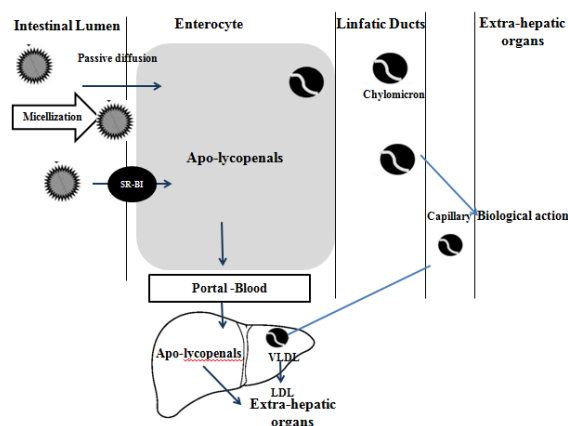 Intestinal Lumen
Enterocyte
Linfatic Ducts
Extra-hepatic
organs
Passive diffusion
Chylomicron
Micellization
Apo-lycopenals
SR-BI
Capillary
Biological action
Portal -Blood
Apo-lycopenals
VLDL
LDL
Extra-hepatic
organs